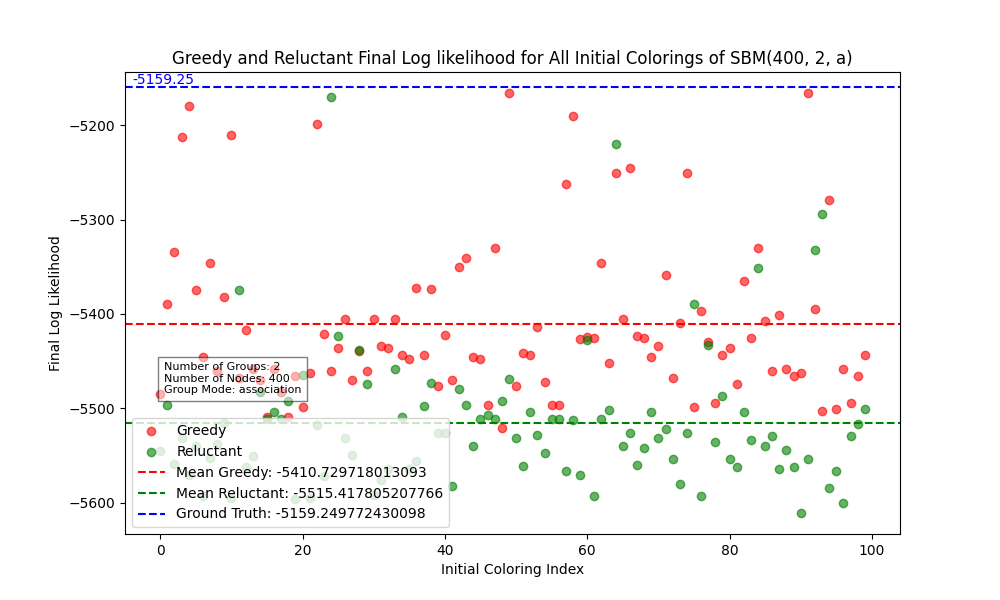 Greedy and Reluctant Final Log likelihood for All Initial Colorings of SBM(400, 2, a)
-5159.25
−5200
−5300
−5400
−5500
−5600
Final Log Likelihood
Number of Groups: 2
Number of Nodes: 400
Group Mode: association
Greedy
Reluctant
Mean Greedy: -5410.729718013093
Mean Reluctant: -5515.417805207766
Ground Truth: -5159.249772430098
0 20 40 60 80 100
Initial Coloring Index